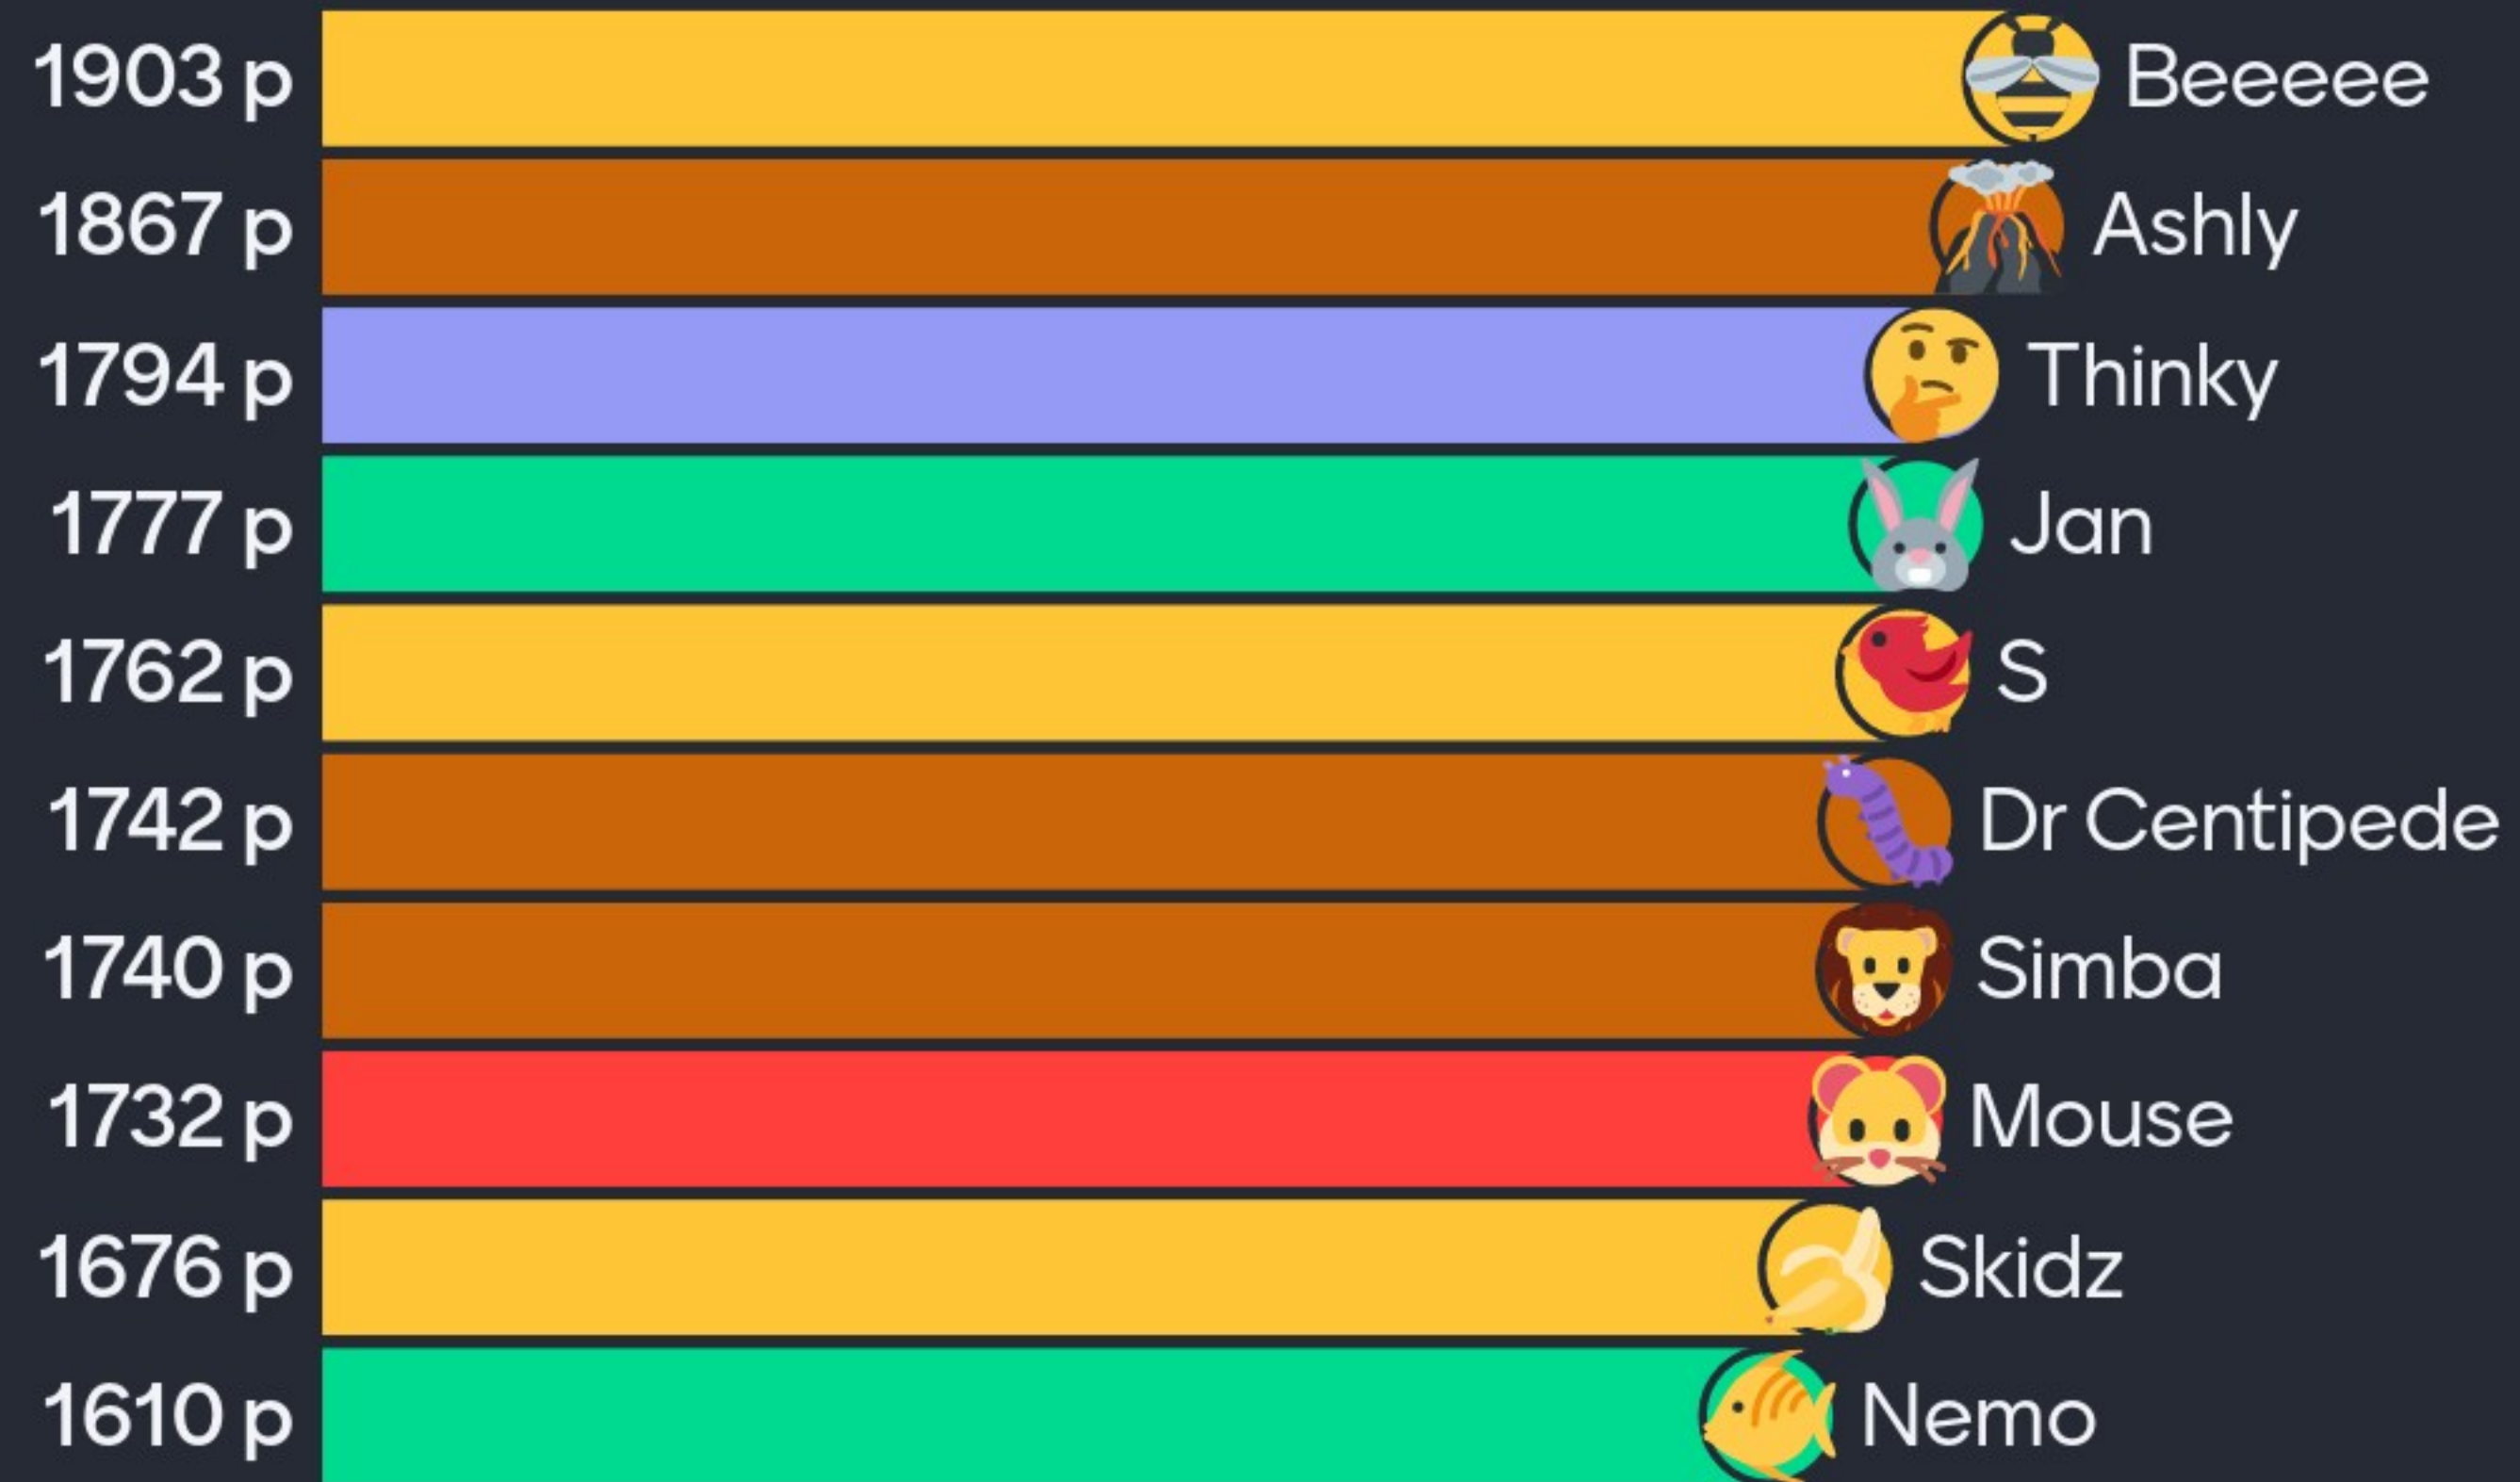 1903 p Beeeee
1867 p Ashly
1794 p Thinky
1777 p Jan
1762 p S
1742 p Dr Centipede
1740 p Simba
1732 p Mouse
1676 p Skidz
1610 p Nemo